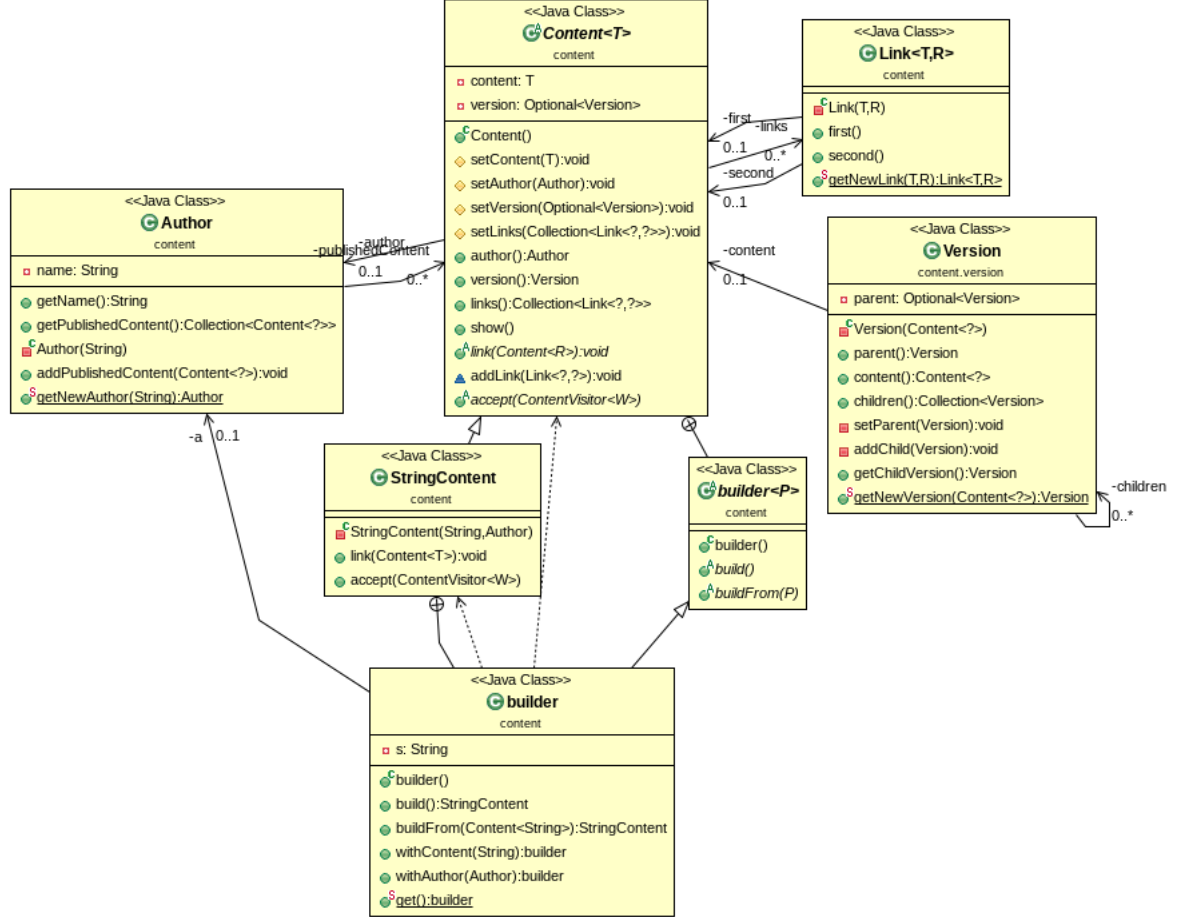 <<Java Class>>
Content<T>
content
content: T
version: Optional<Version>
Content()
setContent(T):void
setAuthor(Author):void
setVersion(Optional<Version>):void
setLinks(Collection<Link<?,?>>):void
author():Author
version():Version
links():Collection<Link<?,?>>
show()
link(Content<R>):void
addLink(Link<?,?>):void
accept(ContentVisitor<W>)
<<Java Class>>
Link<T,R>
content
Link(T,R)
first()
second()
getNewLink(T,R):Link<T,R>
-first
0..1
-links
0..*
-second
0..1
<<Java Class>>
Author
content
name: String
getName():String
getPublishedContent():Collection<Content<?>>
Author(String)
addPublishedContent(Content<?>):void
getNewAuthor(String):Author
-author
-publishedContent
0..1
0..*
<<Java Class>>
Version
content.version
parent: Optional<Version>
Version(Content<?>)
parent():Version
content():Content<?>
children():Collection<Version>
setParent(Version):void
addChild(Version):void
getChildVersion():Version
getNewVersion(Content<?>):Version
-content
0..1
-children
0..*
-a
0..1
<<Java Class>>
StringContent
content
StringContent(String,Author)
link(Content<T>):void
accept(ContentVisitor<W>)
<<Java Class>>
builder<P>
content
builder()
build()
buildFrom(P)
<<Java Class>>
builder
content
s: String
builder()
build():StringContent
buildFrom(Content<String>):StringContent
withContent(String):builder
withAuthor(Author):builder
get():builder